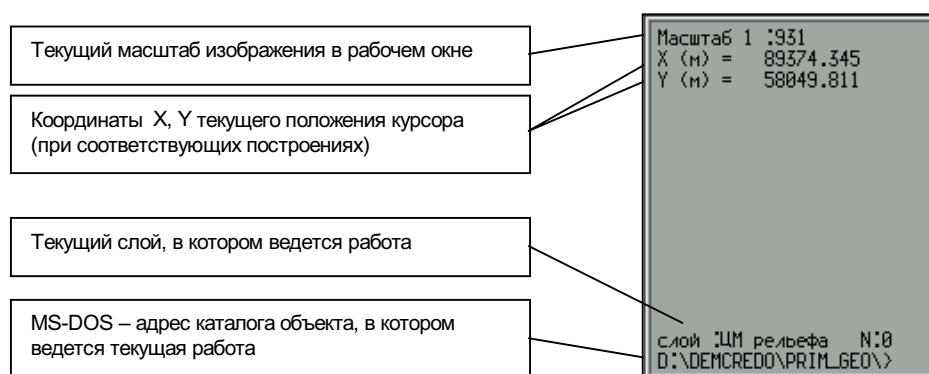 Текущий масштаб изображения в рабочем окне
Координаты X, Y текущего положения курсора
(при соответствующих построениях)
Текущий слой, в котором ведется работа
MS-DOS – адрес каталога объекта, в котором
ведется текущая работа
Масштаб 1 :931
X (м) = 89374.345
Y (м) = 58049.811
слой :ЦМ рельефа N:0
D:\DEMCREDO\PRIM_GEO\>